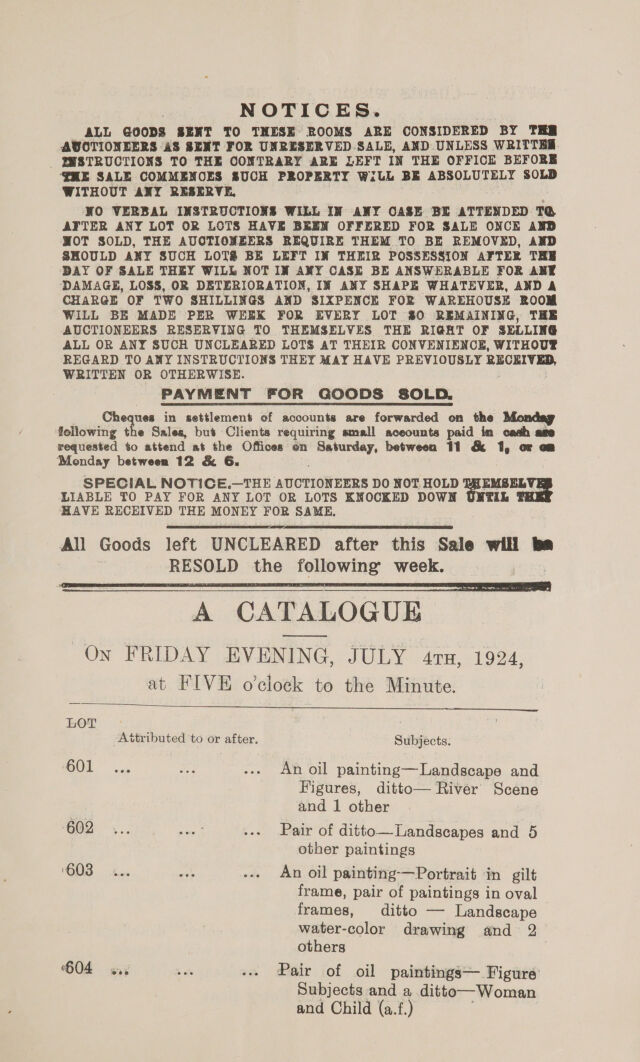 NOTICES.
ALL GOODS SENT TO THESE ROOMS ARE CONSIDERED BY THE
AUCTIONEERS AS SENT FOR UNRESERVED SALE, AND UNLESS WRITTEN
INSTRUCTIONS TO THE CONTRARY ARE LEFT IN THE OFFICE BEFORE
THE SALE COMMENCES SUCH PROPERTY WILL BE ABSOLUTELY SOLD
WITHOUT ANY RESERVE.
NO VERBAL INSTRUCTIONS WILL IN ANY CASE BE ATTENDED TO.
AFTER ANY LOT OR LOTS HAVE BEEN OFFERED FOR SALE ONCE AND
NOT SOLD, THE AUCTIONEERS REQUIRE THEM TO BE REMOVED, AND
SHOULD ANY SUCH LOTS BE LEFT IN THEIR POSSESSION AFTER THE
DAY OF SALE THEY WILL NOT IN ANY CASE BE ANSWERABLE FOR ANY
DAMAGE, LOSS, OR DETERIORATION, IN ANY SHAPE WHATEVER, AND A
CHARGE OF TWO SHILLINGS AND SIXPENCE FOR WAREHOUSE ROOM
WILL BE MADE PER WEEK FOR EVERY LOT SO REMAINING, THE
AUCTIONEERS RESERVING TO THEMSELVES THE RIGHT OF SELLING
ALL OR ANY SUCH UNCLEARED LOTS AT THEIR CONVENIENCE, WITHOUT
REGARD TO ANY INSTRUCTIONS THEY MAY HAVE PREVIOUSLY RECEIVED,
WRITTEN OR OTHERWISE.
PAYMENT FOR GOODS SOLD.
Cheques in settlement of accounts are forwarded on the Monday
following the Sales, but Clients requiring small accounts paid in cash are
requested to attend at the Offices on Saturday, between 11 & 1, or on
Monday between 12 & 6.
SPECIAL NOTICE.—THE AUCTIONEERS DO NOT HOLD THEMSELVES
LIABLE TO PAY FOR ANY LOT OR LOTS KNOCKED DOWN UNTIL THEY
HAVE RECEIVED THE MONEY FOR SAME.
All Goods left UNCLEARED after this Sale will be
RESOLD the following week.
A CATALOGUE
ON FRIDAY EVENING, JULY 4TH, 1924,
at FIVE o'clock to the Minute.
LOT
Attributed to or after. Subjects.
601 ... ... ... An oil painting—Landscape and
Figures, ditto—River Scene
and 1 other
602 ... ... ... Pair of ditto—Landscapes and 5
other paintings
603 ... ... ... An oil painting—Portrait in gilt
frame, pair of paintings in oval
frames, ditto — Landscape
water-color drawing and 2
others
604 ... ... ... Pair of oil paintings—Figure
Subjects and a ditto—Woman
and Child (a.f.)